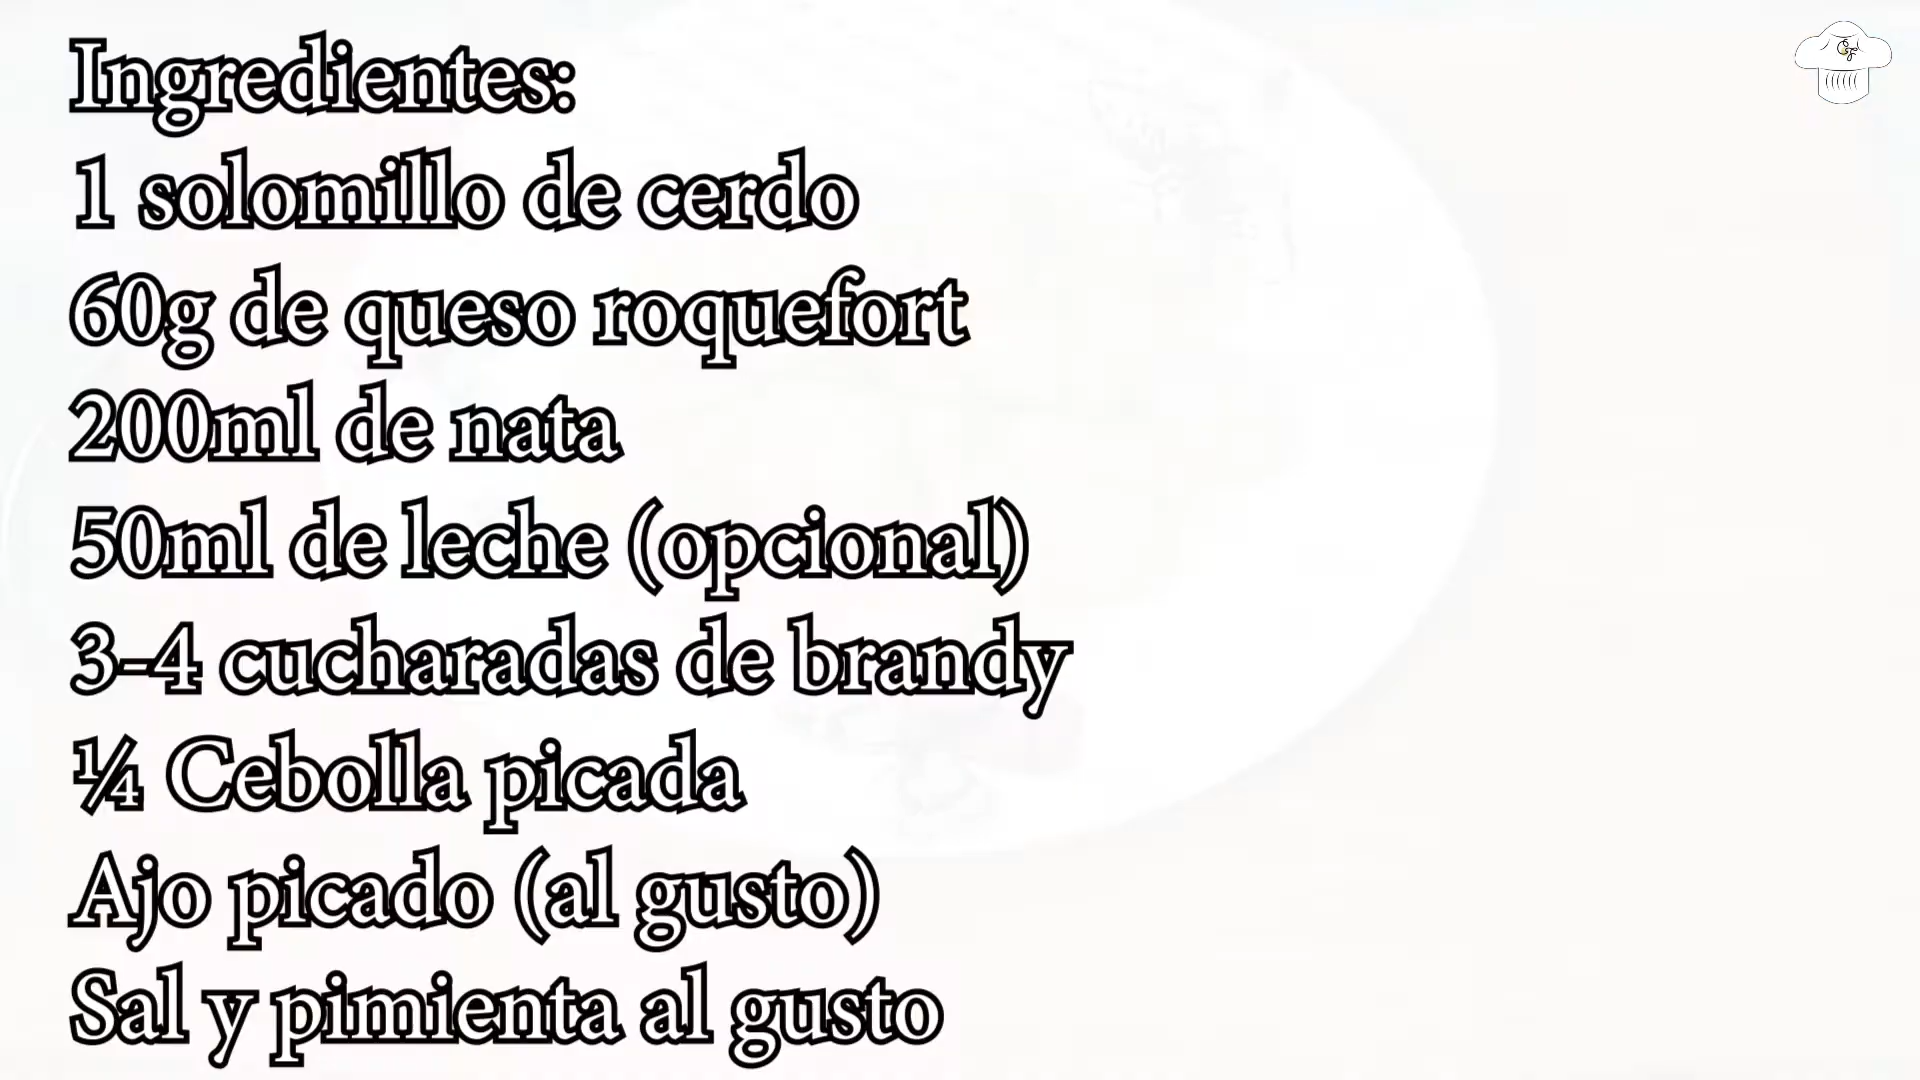 Ingredientes:
1 solomillo de cerdo
60g de queso roquefort
200ml de nata
50ml de leche (opcional)
3-4 cucharadas de brandy
¼ Cebolla picada
Ajo picado (al gusto)
Sal y pimienta al gusto